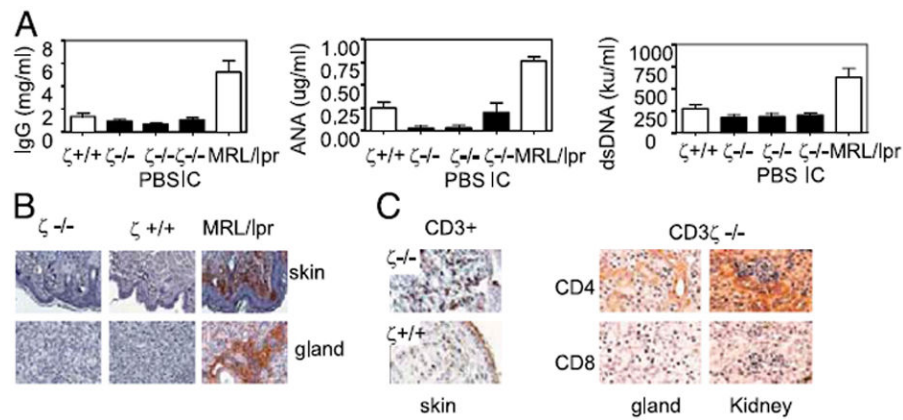 A
IgG (mg/ml)
8
6
4
2
0
ζ+/+ ζ-/- ζ-/- ζ-/- MRL/lpr
PBS IC
ANA (ug/ml)
1.00
0.75
0.50
0.25
0.00
ζ+/+ ζ-/- ζ-/- ζ-/- MRL/lpr
PBS IC
dsDNA (ku/ml)
1000
750
500
250
0
ζ+/+ ζ-/- ζ-/- ζ-/- MRL/lpr
PBS IC
B
ζ -/- ζ +/+ MRL/lpr
skin
gland
C
CD3+
ζ-/-
ζ+/+
skin
CD3ζ -/-
CD4
CD8
gland Kidney